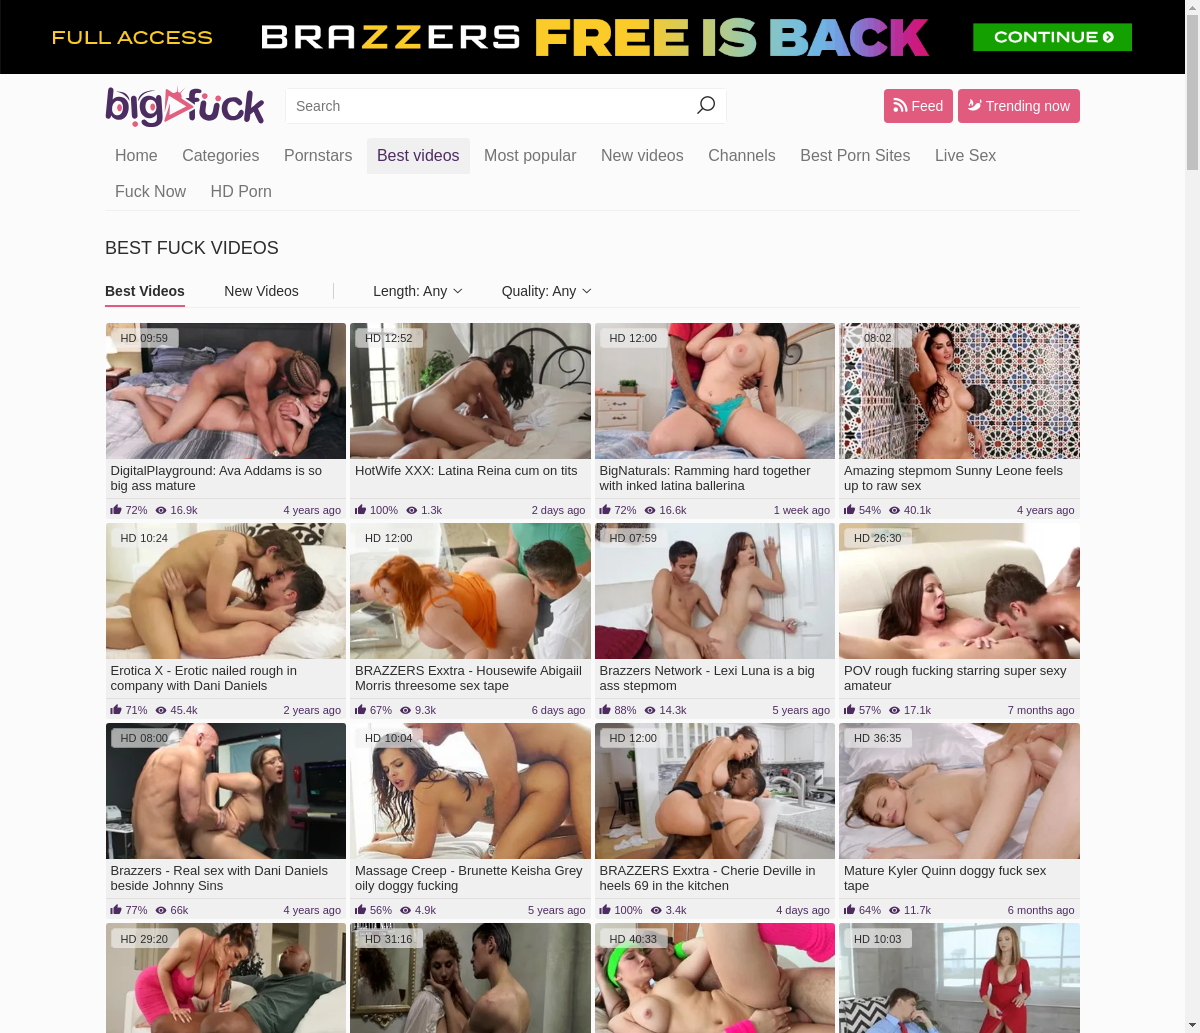 FULL ACCESS
BRAZZERS
FREE IS BACK
CONTINUE
big fuck
Search
Feed
Trending now
Home Categories Pornstars Best videos Most popular New videos Channels Best Porn Sites Live Sex
Fuck Now HD Porn
BEST FUCK VIDEOS
Best Videos New Videos Length: Any Quality: Any
HD 09:59
HD 12:52
HD 12:00
08:02
DigitalPlayground: Ava Addams is so
big ass mature
72% 16.9k 4 years ago
HotWife XXX: Latina Reina cum on tits
100% 1.3k 2 days ago
BigNaturals: Ramming hard together
with inked latina ballerina
72% 16.6k 1 week ago
Amazing stepmom Sunny Leone feels
up to raw sex
54% 40.1k 4 years ago
HD 10:24
HD 12:00
HD 07:59
HD 26:30
Erotica X - Erotic nailed rough in
company with Dani Daniels
71% 45.4k 2 years ago
BRAZZERS Exxtra - Housewife Abigaiil
Morris threesome sex tape
67% 9.3k 6 days ago
Brazzers Network - Lexi Luna is a big
ass stepmom
88% 14.3k 5 years ago
POV rough fucking starring super sexy
amateur
57% 17.1k 7 months ago
HD 08:00
HD 10:04
HD 12:00
HD 36:35
Brazzers - Real sex with Dani Daniels
beside Johnny Sins
77% 66k 4 years ago
Massage Creep - Brunette Keisha Grey
oily doggy fucking
56% 4.9k 5 years ago
BRAZZERS Exxtra - Cherie Deville in
heels 69 in the kitchen
100% 3.4k 4 days ago
Mature Kyler Quinn doggy fuck sex
tape
64% 11.7k 6 months ago
HD 29:20
HD 31:16
HD 40:33
HD 10:03